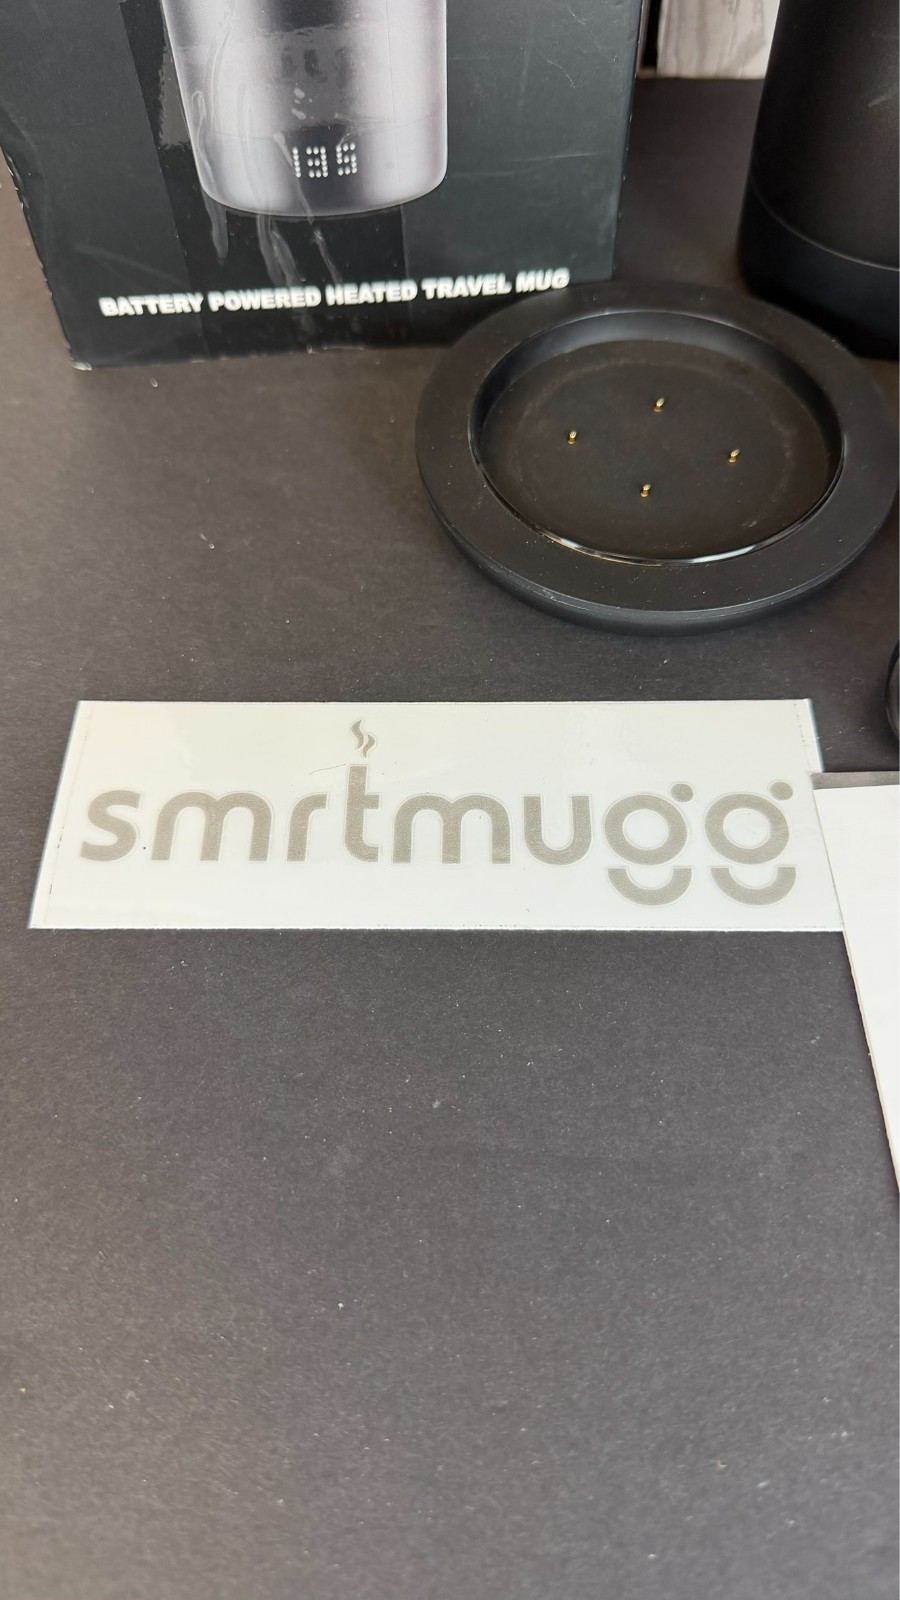 135
BATTERY POWERED HEATED TRAVEL MUG
smrtmugg